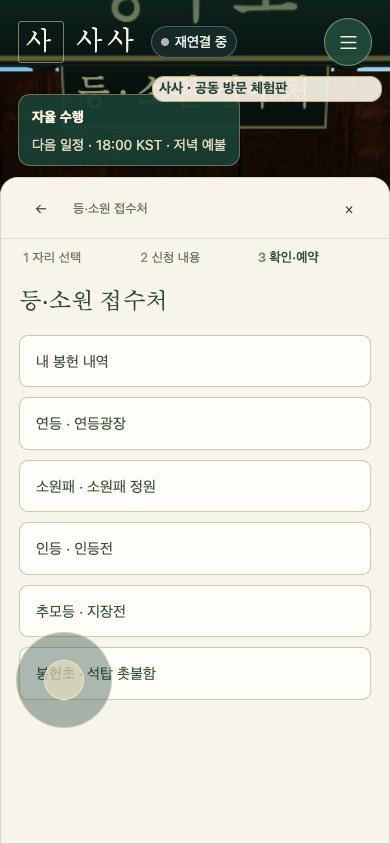 사 사사
재연결 중
사사 · 공동 방문 체험판
자율 수행
다음 일정 · 18:00 KST · 저녁 예불
← 등·소원 접수처 x
1 자리 선택 2 신청 내용 3 확인·예약
등·소원 접수처
내 봉헌 내역
연등 · 연등광장
소원패 · 소원패 정원
인등 · 인등전
추모등 · 지장전
봉헌초 · 석탑 촛불함